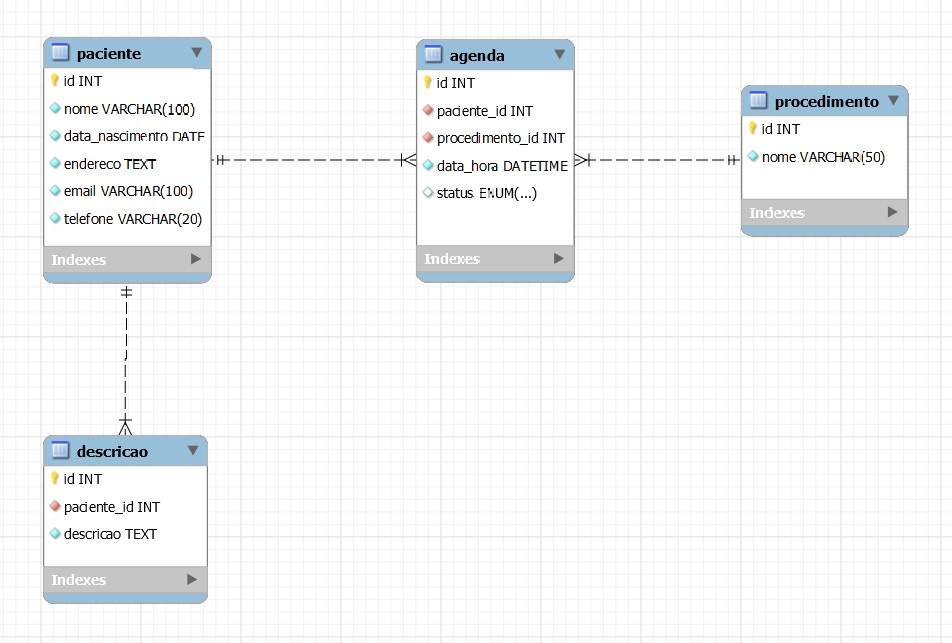 paciente
id INT
nome VARCHAR(100)
data_nascimento DATE
endereco TEXT
email VARCHAR(100)
telefone VARCHAR(20)
Indexes
agenda
id INT
paciente_id INT
procedimento_id INT
data_hora DATETIME
status ENUM(...)
Indexes
procedimento
id INT
nome VARCHAR(50)
Indexes
descricao
id INT
paciente_id INT
descricao TEXT
Indexes